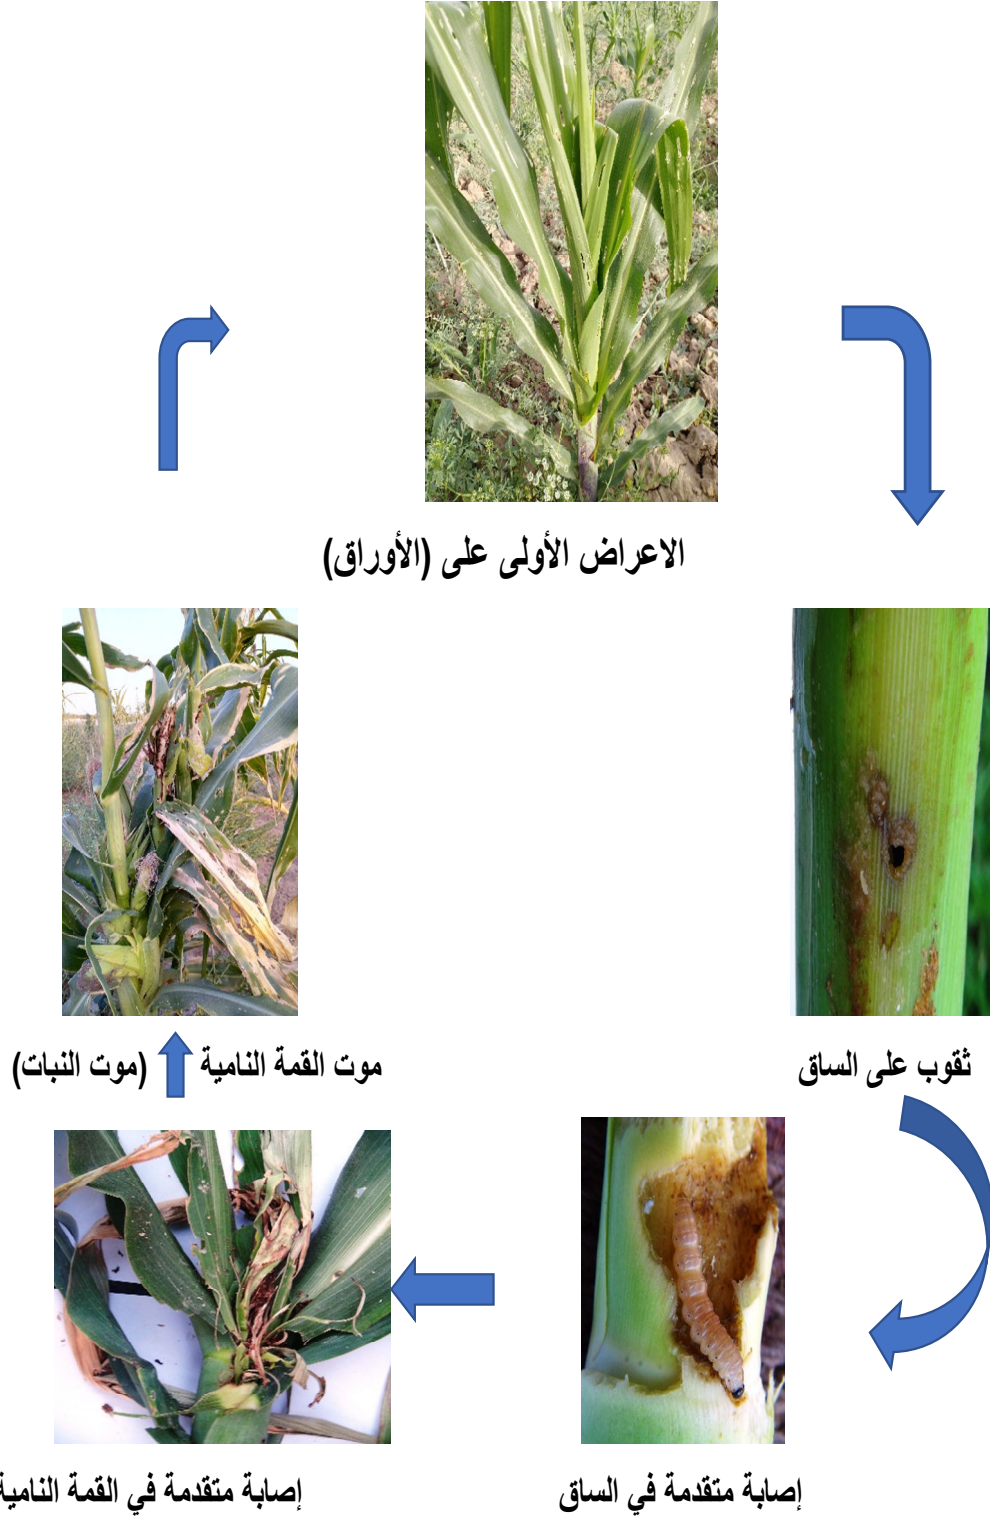 الاعراض الأولى على (الأوراق)
ثقوب على الساق
موت القمة النامية (موت النبات)
إصابة متقدمة في الساق
إصابة متقدمة في القمة النامية